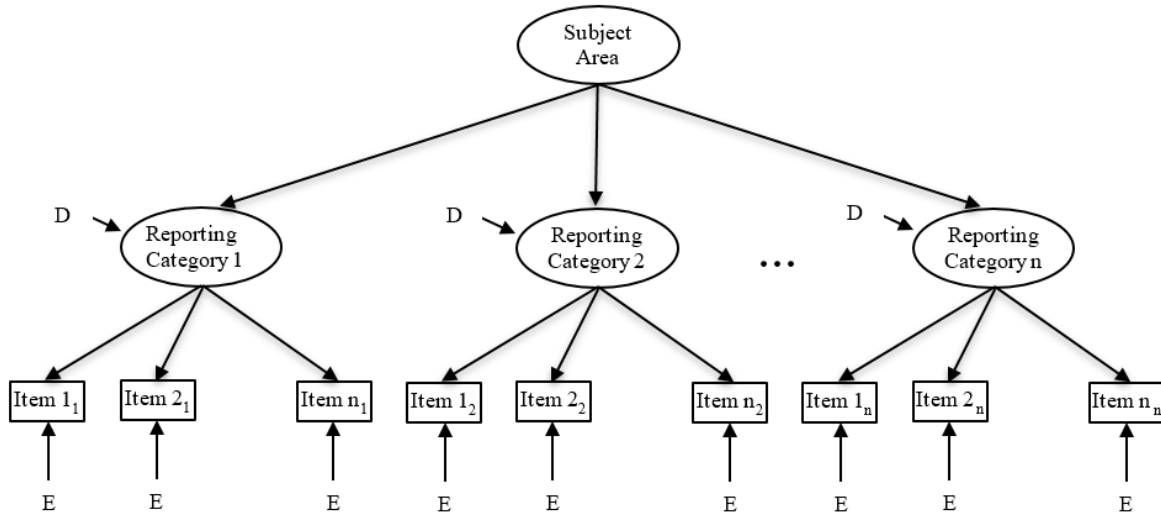 Subject
Area
D
Reporting
Category 1
D
Reporting
Category 2
...
D
Reporting
Category n
Item 1₁
Item 2₁
Item n₁
Item 1₂
Item 2₂
Item n₂
Item 1ₙ
Item 2ₙ
Item nₙ
E
E
E
E
E
E
E
E
E